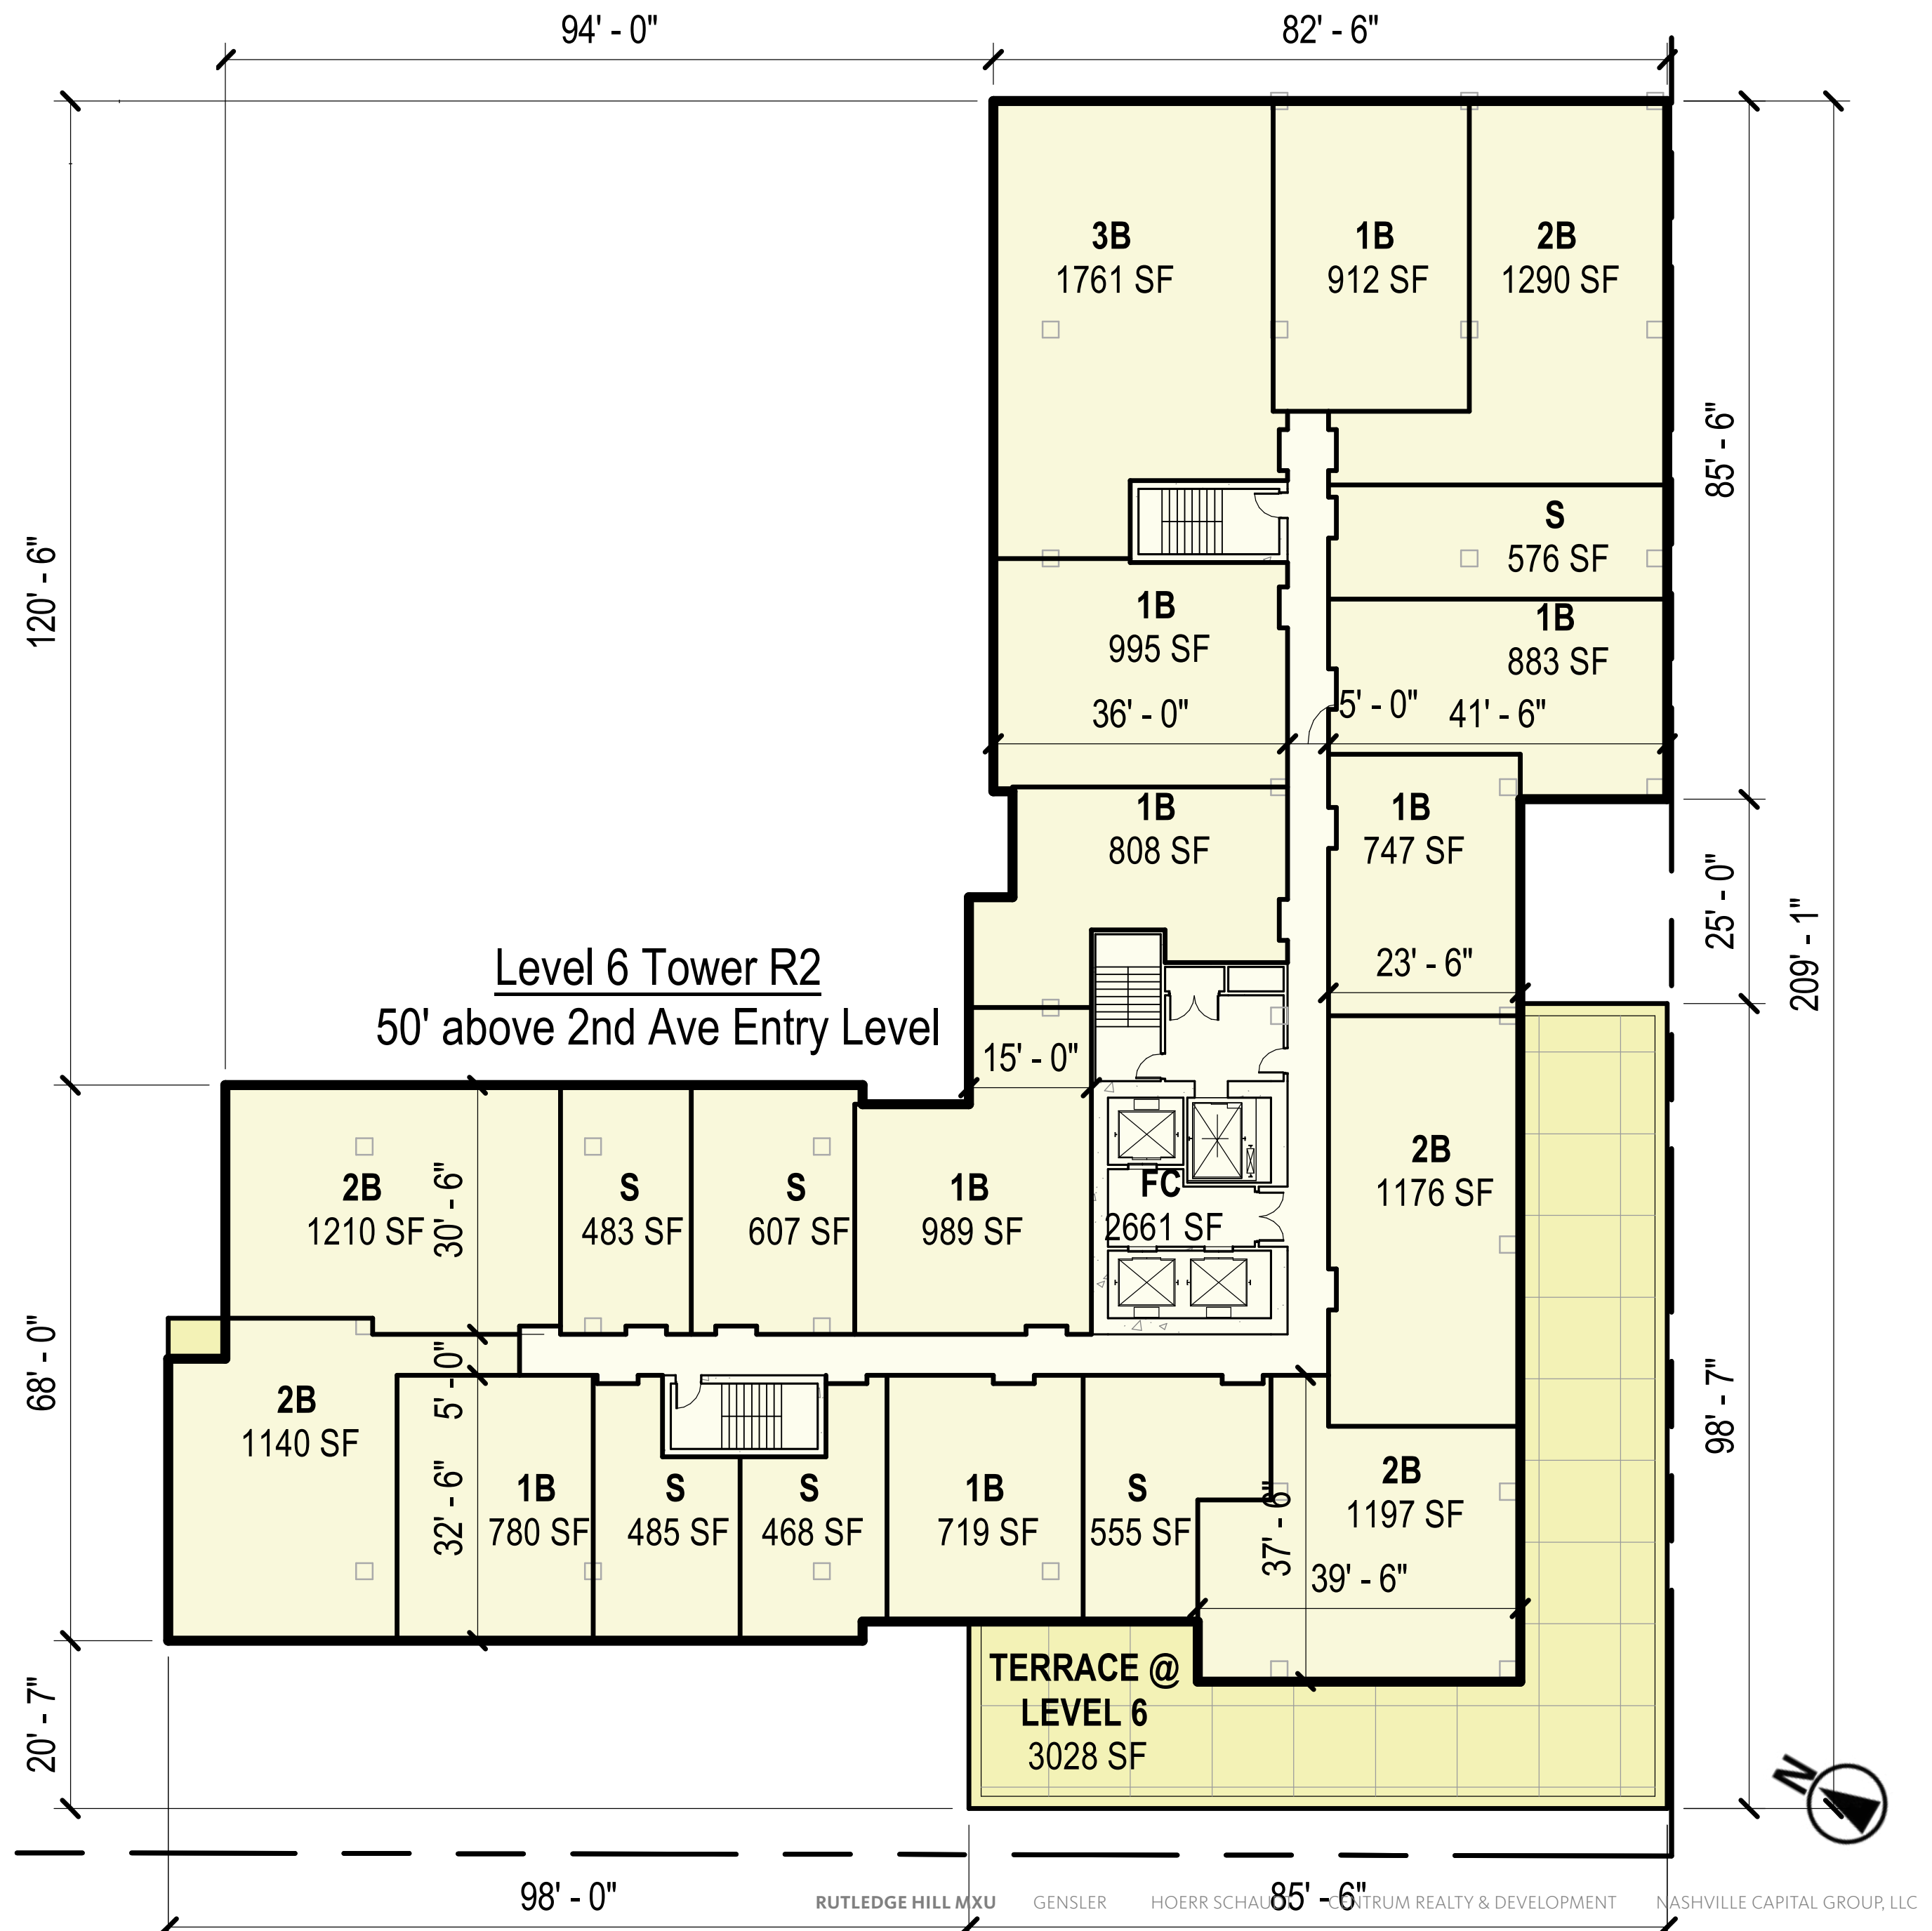 94' - 0"
82' - 6"
3B
1761 SF
1B
912 SF
2B
1290 SF
85' - 6"
S
576 SF
120' - 6"
1B
995 SF
1B
883 SF
36' - 0"
5' - 0"
41' - 6"
1B
808 SF
1B
747 SF
25' - 0"
209' - 1"
Level 6 Tower R2
50' above 2nd Ave Entry Level
23' - 6"
15' - 0"
2B
1210 SF
30' - 6"
S
483 SF
S
607 SF
1B
989 SF
FC
2661 SF
2B
1176 SF
68' - 0"
5' - 0"
98' - 7"
2B
1140 SF
32' - 6"
1B
780 SF
S
485 SF
S
468 SF
1B
719 SF
S
555 SF
37' - 6"
2B
1197 SF
39' - 6"
TERRACE @
LEVEL 6
3028 SF
20' - 7"
N
98' - 0"
85' - 6"
RUTLEDGE HILL MXU GENSLER HOERR SCHAUDT CENTRUM REALTY & DEVELOPMENT NASHVILLE CAPITAL GROUP, LLC